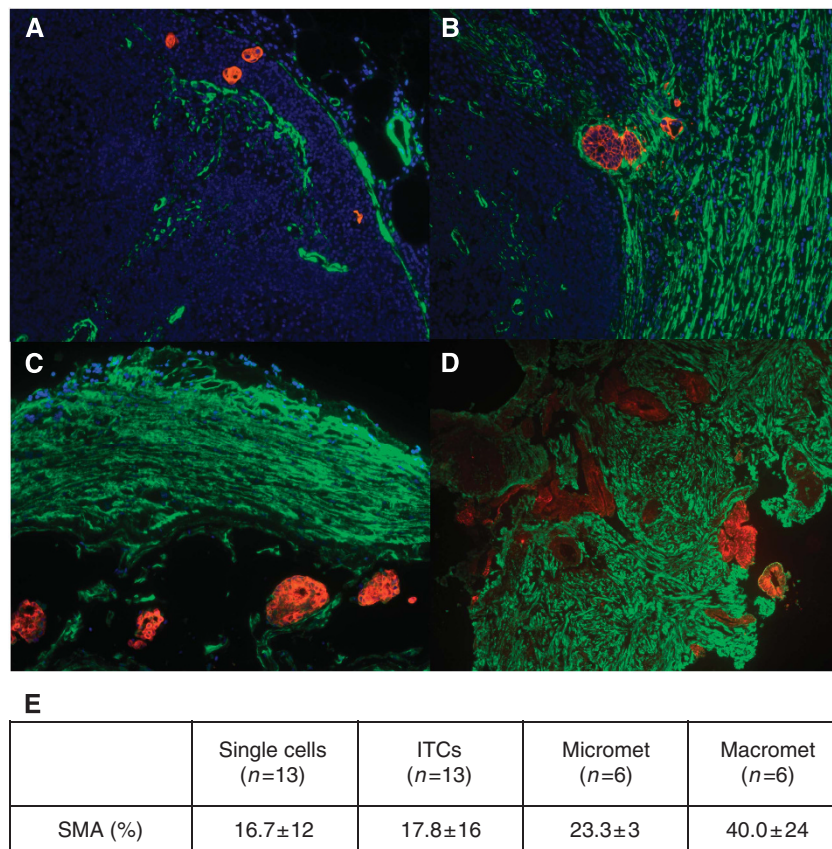 A
B
C
D
E
Single cells ITCs Micromet Macromet
(n=13) (n=13) (n=6) (n=6)
SMA (%) 16.7±12 17.8±16 23.3±3 40.0±24